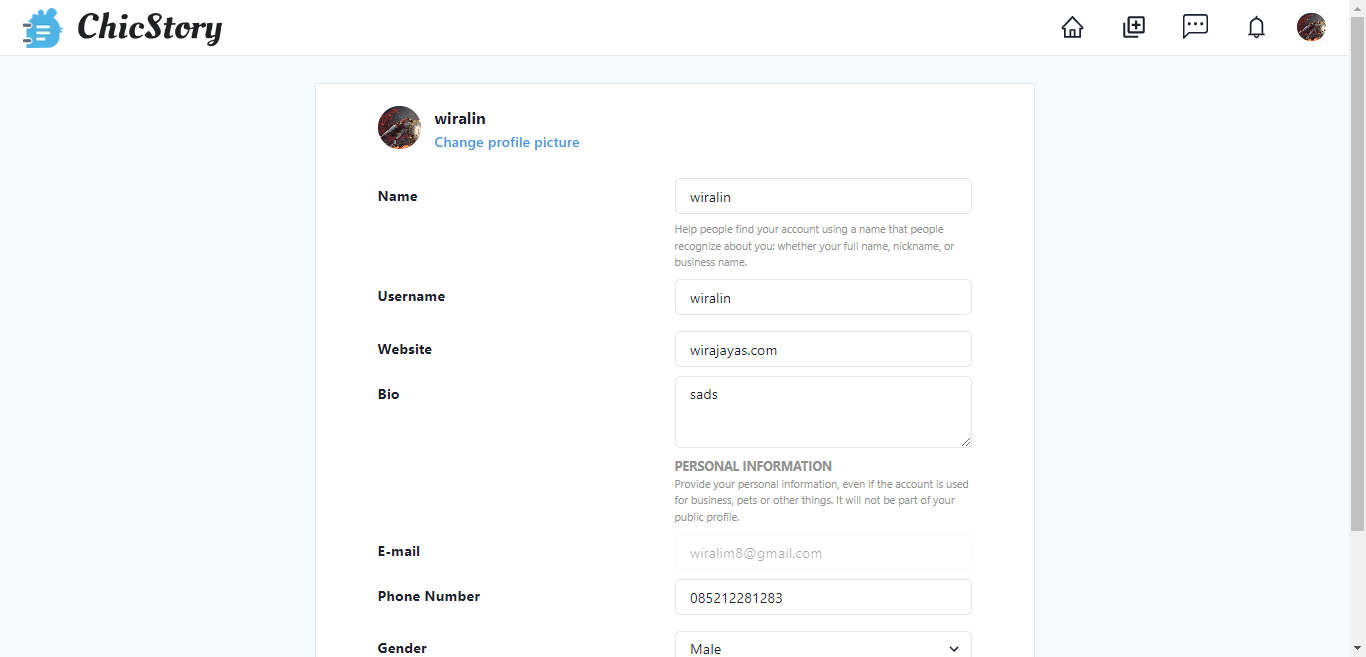 ChicStory
wiralin
Change profile picture
Name
wiralin
Help people find your account using a name that people
recognize about you: whether your full name, nickname, or
business name.
Username
wiralin
Website
wirajayas.com
Bio
sads
PERSONAL INFORMATION
Provide your personal information, even if the account is used
for business, pets or other things. It will not be part of your
public profile.
E-mail
wiralim8@gmail.com
Phone Number
085212281283
Gender
Male